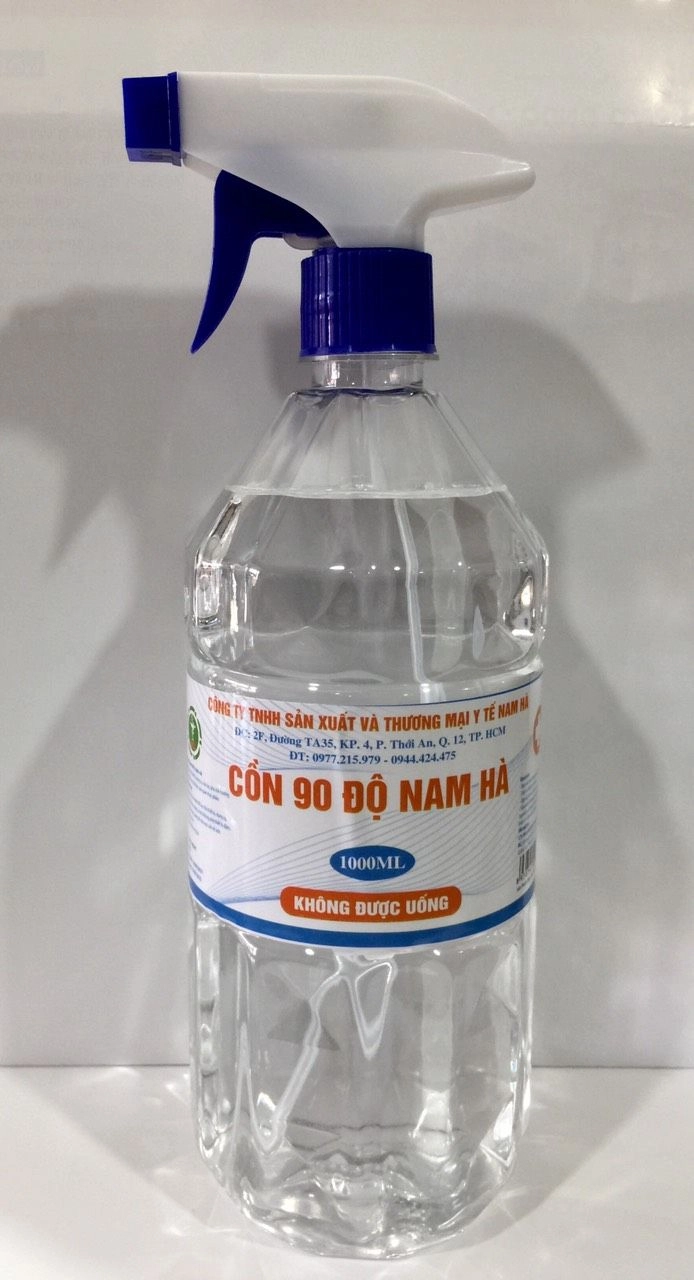 CÔNG TY TNHH SẢN XUẤT VÀ THƯƠNG MẠI Y TẾ NAM HÀ
ĐC: 2F, Đường TA35, KP. 4, P. Thới An, Q. 12, TP. HCM
ĐT: 0977.215.979 - 0944.424.475
CỒN 90 ĐỘ NAM HÀ
1000ML
KHÔNG ĐƯỢC UỐNG